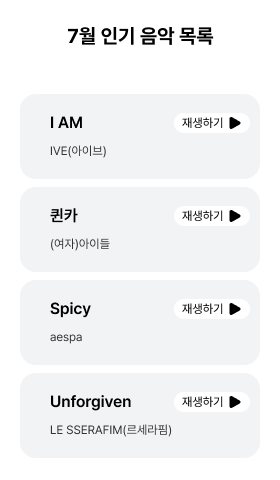 7월 인기 음악 목록
I AM
재생하기
IVE(아이브)
퀸카
재생하기
(여자)아이들
Spicy
재생하기
aespa
Unforgiven
재생하기
LE SSERAFIM(르세라핌)